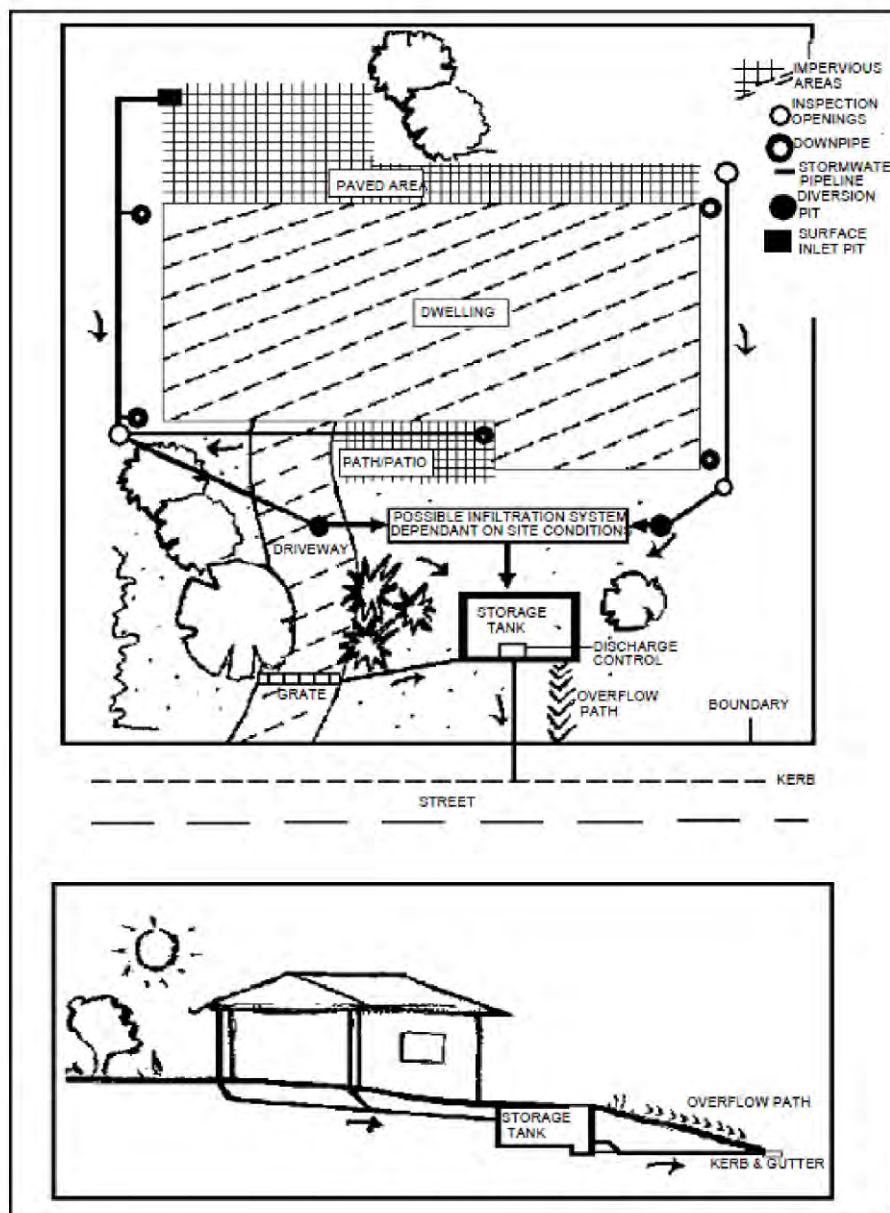 IMPERVIOUS
AREAS
INSPECTION
OPENINGS
DOWNPIPE
STORMWATE
PIPELINE
DIVERSION
PIT
SURFACE
INLET PIT
PAVED AREA
DWELLING
PATH/PATIO
POSSIBLE INFILTRATION SYSTEM
DEPENDANT ON SITE CONDITIONS
DRIVEWAY
STORAGE
TANK
DISCHARGE
CONTROL
GRATE
OVERFLOW
PATH
BOUNDARY
KERB
STREET
OVERFLOW PATH
STORAGE
TANK
KERB & GUTTER